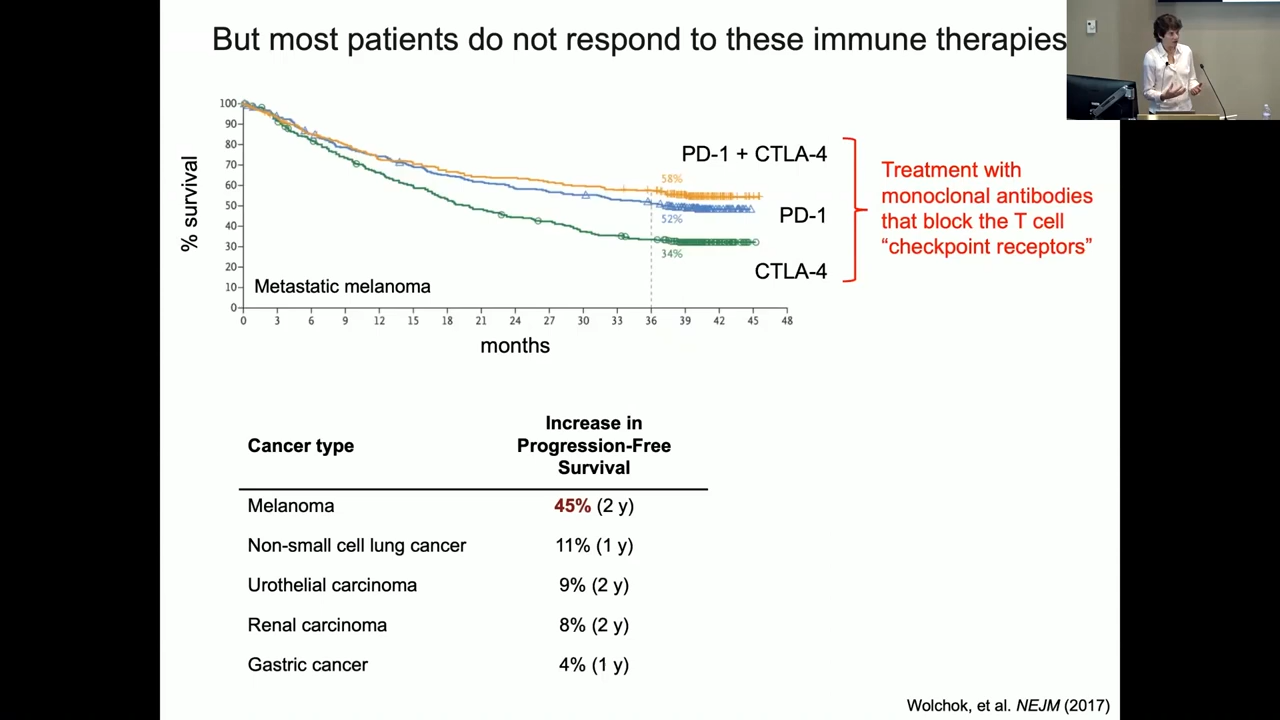 But most patients do not respond to these immune therapies
100
90
80
70
60
50
40
30
20
10
0
% survival
PD-1 + CTLA-4
58%
PD-1
52%
34%
CTLA-4
Metastatic melanoma
0 3 6 9 12 15 18 21 24 27 30 33 36 39 42 45 48
months
Treatment with
monoclonal antibodies
that block the T cell
“checkpoint receptors”
Cancer type
Increase in
Progression-Free
Survival
Melanoma 45% (2 y)
Non-small cell lung cancer 11% (1 y)
Urothelial carcinoma 9% (2 y)
Renal carcinoma 8% (2 y)
Gastric cancer 4% (1 y)
Wolchok, et al. NEJM (2017)